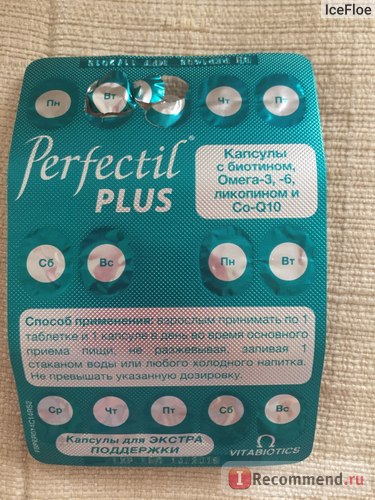 IceFloe
Пн Вт Чт Пт
Perfectil®
PLUS
Капсулы
с биотином,
Омега-3, -6,
ликопином и
Co-Q10
Сб Вс Пн Вт
Способ применения: взрослым принимать по 1
таблетке и 1 капсуле в день во время основного
приема пищи, не разжевывая, запивая 1
стаканом воды или любого холодного напитка.
Не превышать указанную дозировку.
Ср Чт Пт Сб Вс
Капсулы для ЭКСТРА
ПОДДЕРЖКИ
VITABIOTICS
iRecommend.ru